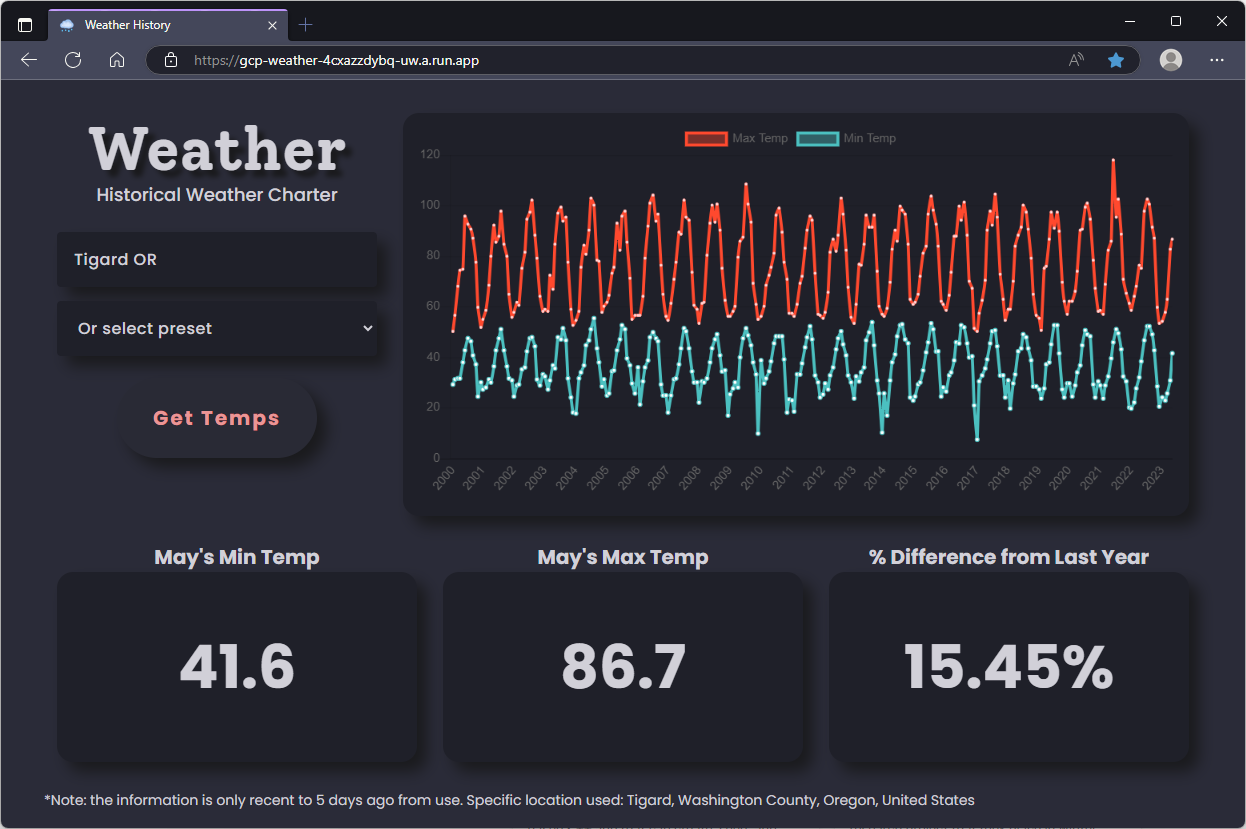 Weather History
https://gcp-weather-4cxazzdybq-uw.a.run.app
Weather
Historical Weather Charter
Tigard OR
Or select preset
Get Temps
Max Temp Min Temp
120
100
80
60
40
20
0
2000 2001 2002 2003 2004 2005 2006 2007 2008 2009 2010 2011 2012 2013 2014 2015 2016 2017 2018 2019 2020 2021 2022 2023
May's Min Temp
41.6
May's Max Temp
86.7
% Difference from Last Year
15.45%
*Note: the information is only recent to 5 days ago from use. Specific location used: Tigard, Washington County, Oregon, United States